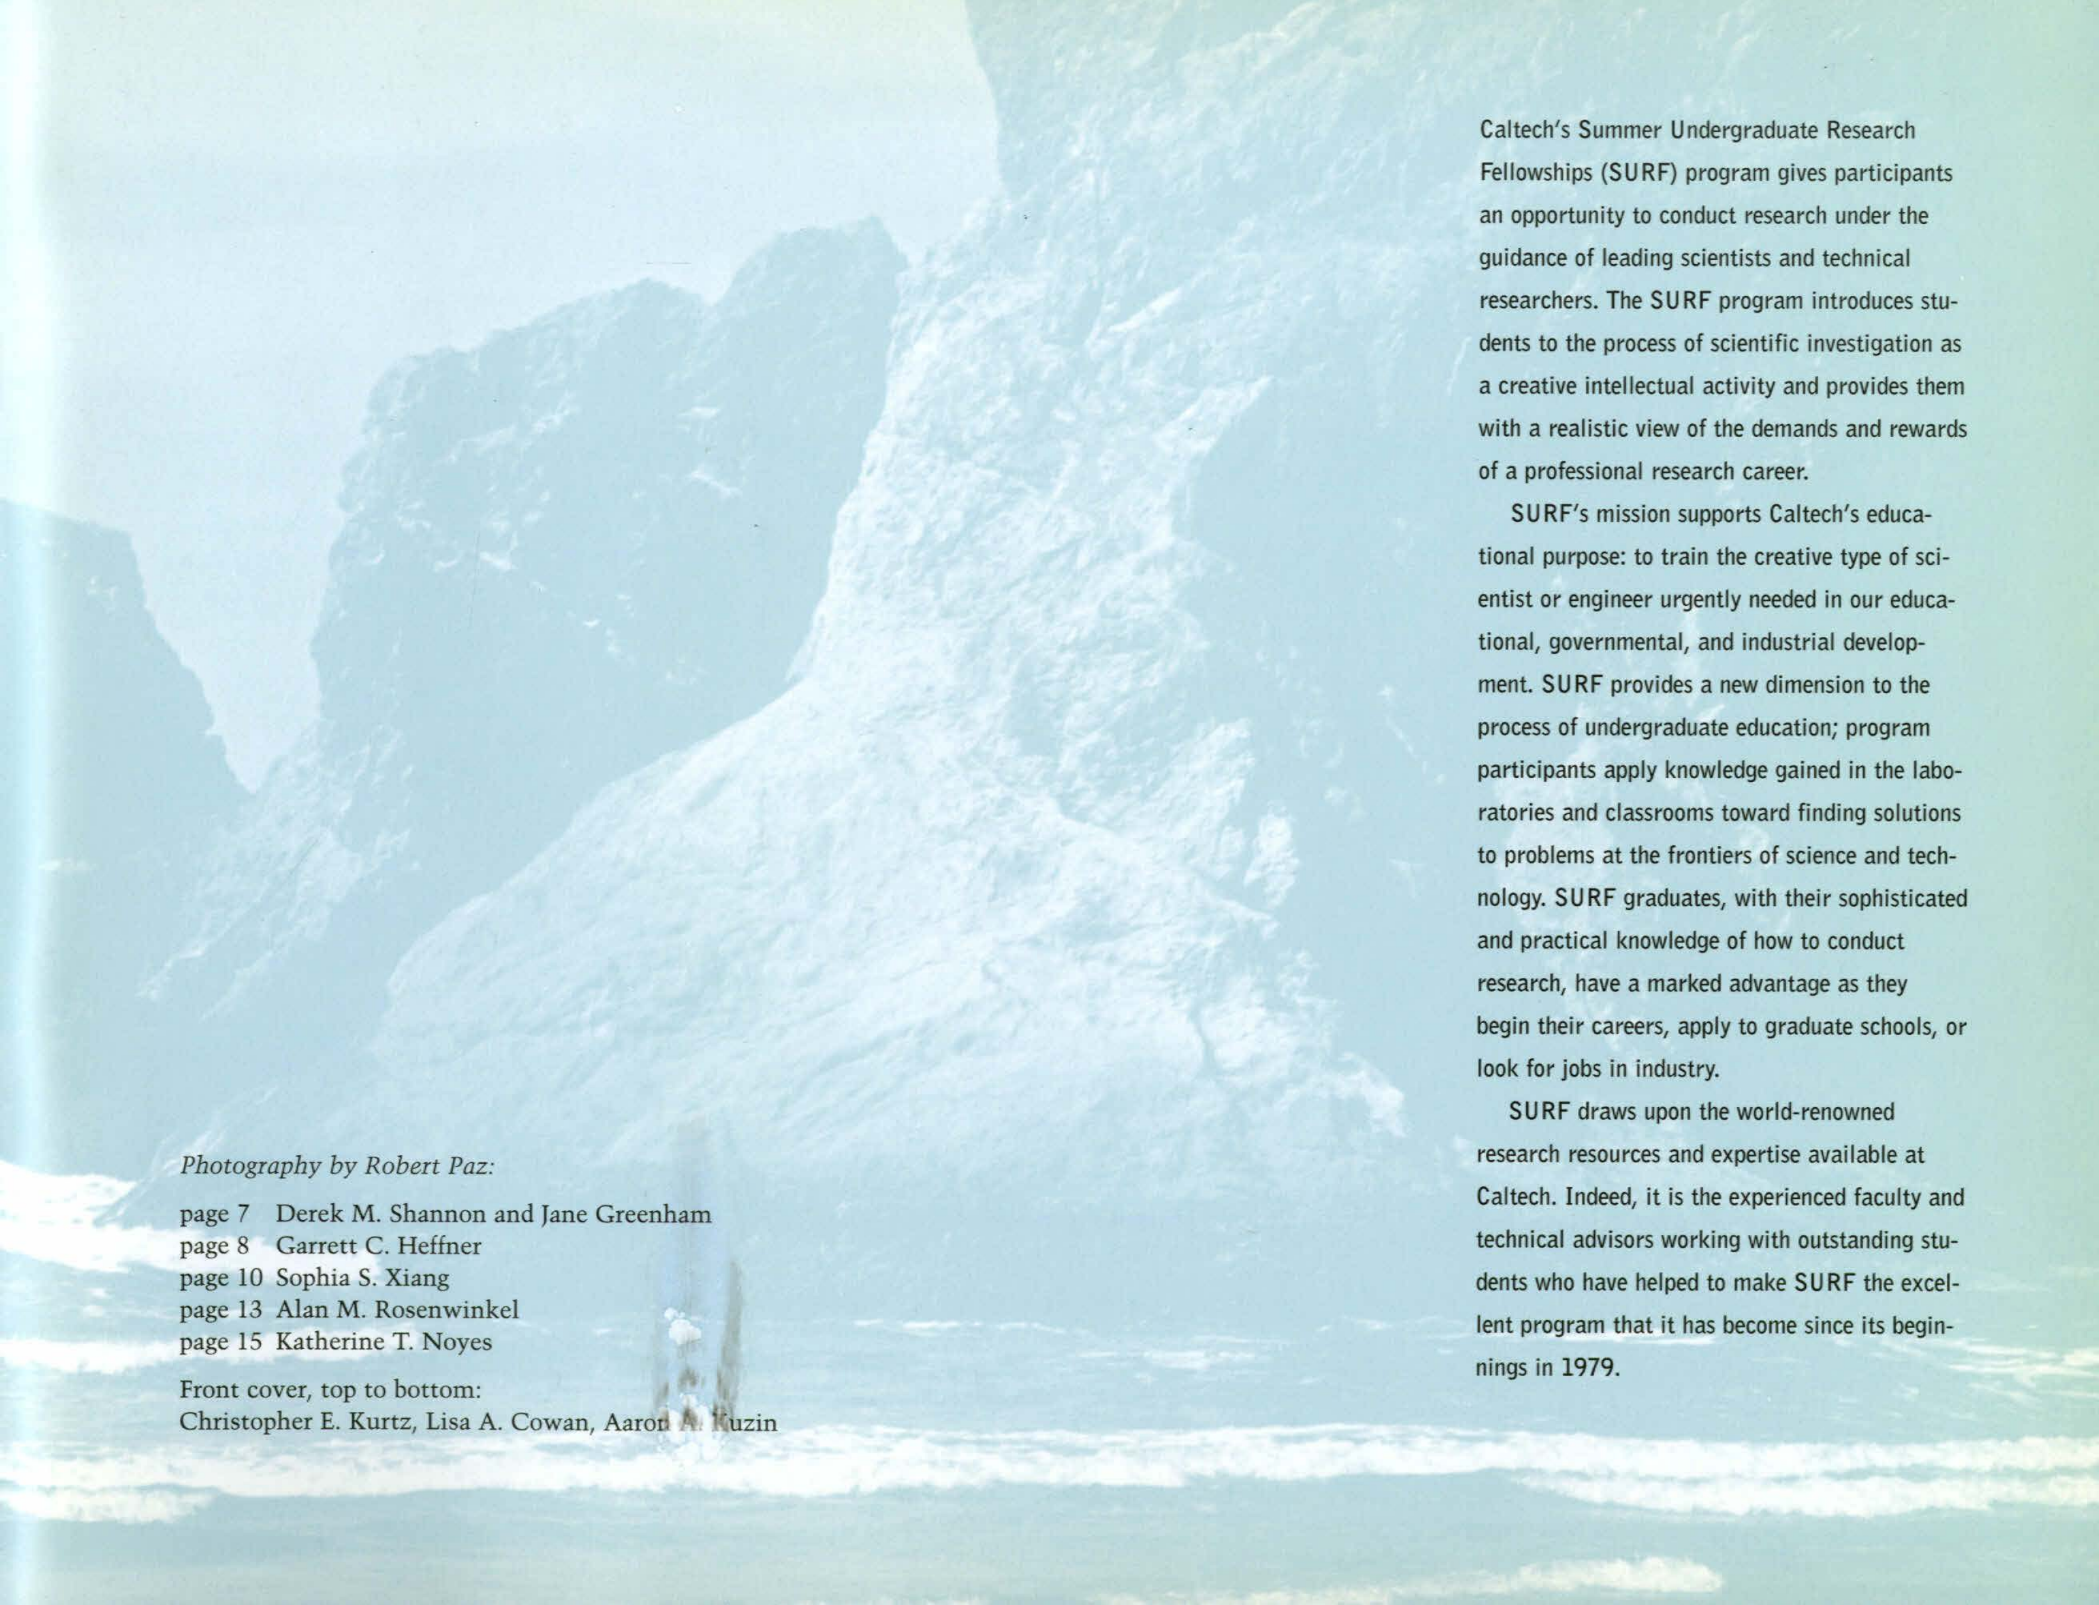 Caltech's Summer Undergraduate Research
Fellowships (SURF) program gives participants
an opportunity to conduct research under the
guidance of leading scientists and technical
researchers. The SURF program introduces stu-
dents to the process of scientific investigation as
a creative intellectual activity and provides them
with a realistic view of the demands and rewards
of a professional research career.
SURF's mission supports Caltech's educa-
tional purpose: to train the creative type of sci-
entist or engineer urgently needed in our educa-
tional, governmental, and industrial develop-
ment. SURF provides a new dimension to the
process of undergraduate education; program
participants apply knowledge gained in the labo-
ratories and classrooms toward finding solutions
to problems at the frontiers of science and tech-
nology. SURF graduates, with their sophisticated
and practical knowledge of how to conduct
research, have a marked advantage as they
begin their careers, apply to graduate schools, or
look for jobs in industry.
SURF draws upon the world-renowned
research resources and expertise available at
Caltech. Indeed, it is the experienced faculty and
technical advisors working with outstanding stu-
dents who have helped to make SURF the excel-
lent program that it has become since its begin-
nings in 1979.
Photography by Robert Paz:
page 7 Derek M. Shannon and Jane Greenham
page 8 Garrett C. Heffner
page 10 Sophia S. Xiang
page 13 Alan M. Rosenwinkel
page 15 Katherine T. Noyes
Front cover, top to bottom:
Christopher E. Kurtz, Lisa A. Cowan, Aaron A. Kuzin